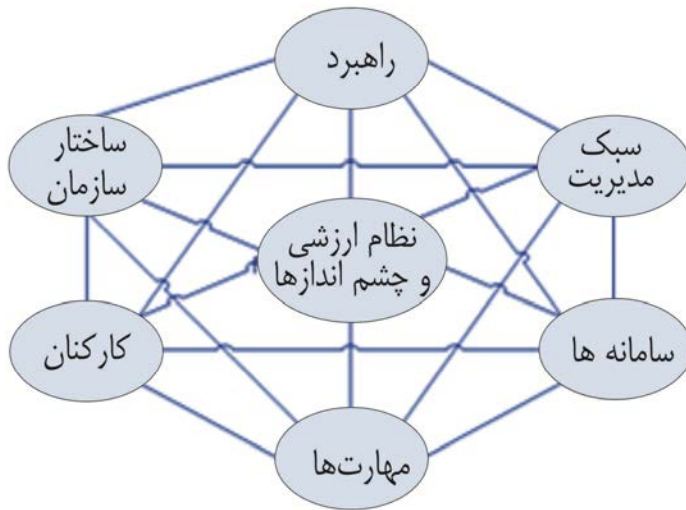 راهبرد
ساختار
سازمان
سبک
مدیریت
نظام ارزشی
و چشم اندازها
کارکنان
سامانه ها
مهارت‌ها